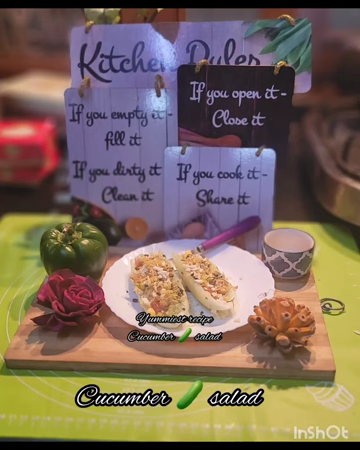 Kitchen Rules
If you open it -
Close it
If you empty it -
fill it
If you dirty it
Clean it
If you cook it -
Share it
Yummiest recipe
Cucumber 🥒 salad
Cucumber 🥒 salad
InShOt